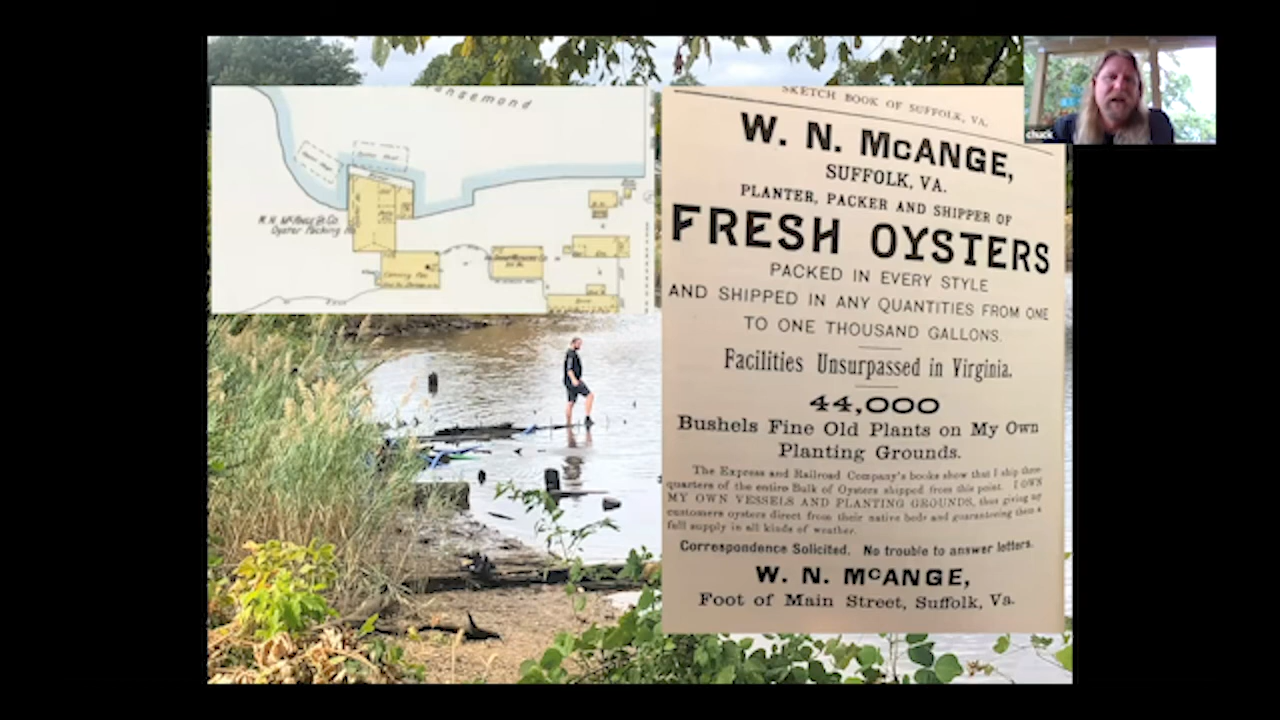 ansemond
Oyster Packing
SKETCH BOOK OF SUFFOLK, VA.
W. N. McANGE,
SUFFOLK, VA.
PLANTER, PACKER AND SHIPPER OF
FRESH OYSTERS
PACKED IN EVERY STYLE
AND SHIPPED IN ANY QUANTITIES FROM ONE
TO ONE THOUSAND GALLONS.
Facilities Unsurpassed in Virginia.
44,000
Bushels Fine Old Plants on My Own
Planting Grounds.
The Express and Railroad Company's books show that I ship three-
quarters of the entire Bulk of Oysters shipped from this point. I OWN
MY OWN VESSELS AND PLANTING GROUNDS, thus giving my
customers oysters direct from their native beds and guaranteeing them a
full supply in all kinds of weather.
Correspondence Solicited. No trouble to answer letters.
W. N. McANGE,
Foot of Main Street, Suffolk, Va.
chuck